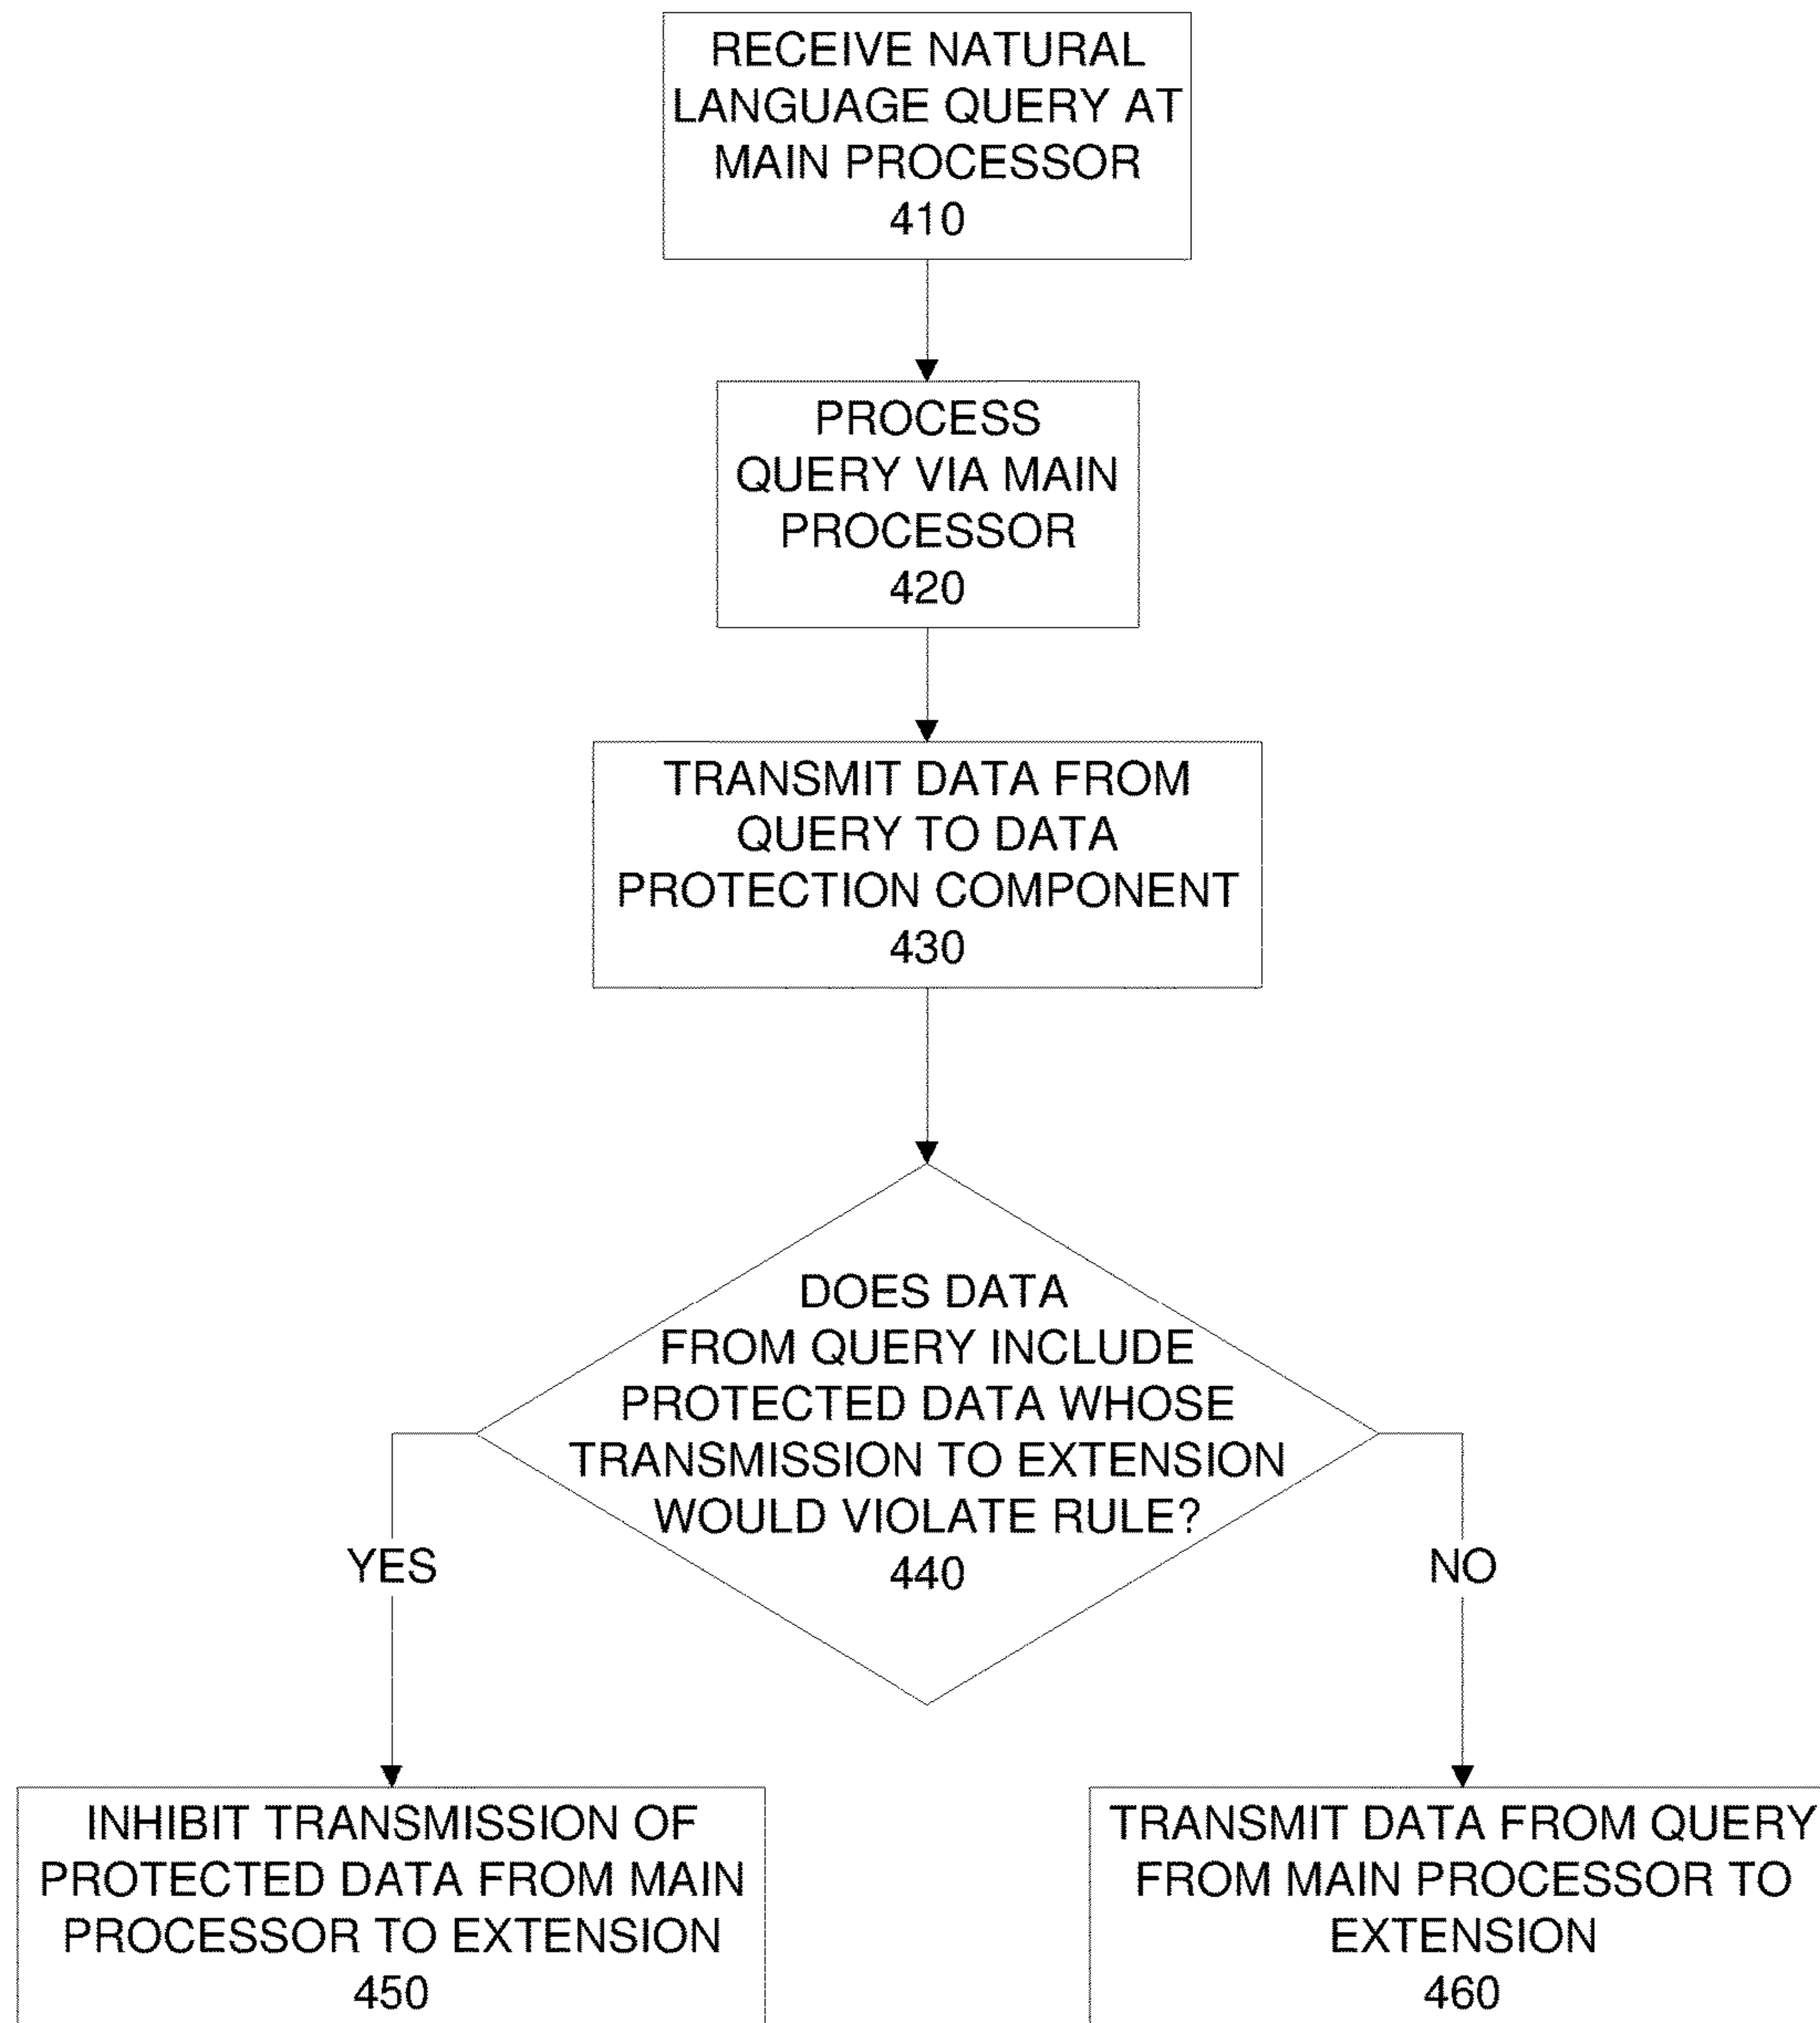 RECEIVE NATURAL
LANGUAGE QUERY AT
MAIN PROCESSOR
410
PROCESS
QUERY VIA MAIN
PROCESSOR
420
TRANSMIT DATA FROM
QUERY TO DATA
PROTECTION COMPONENT
430
DOES DATA
FROM QUERY INCLUDE
PROTECTED DATA WHOSE
TRANSMISSION TO EXTENSION
WOULD VIOLATE RULE?
440
YES
NO
INHIBIT TRANSMISSION OF
PROTECTED DATA FROM MAIN
PROCESSOR TO EXTENSION
450
TRANSMIT DATA FROM QUERY
FROM MAIN PROCESSOR TO
EXTENSION
460